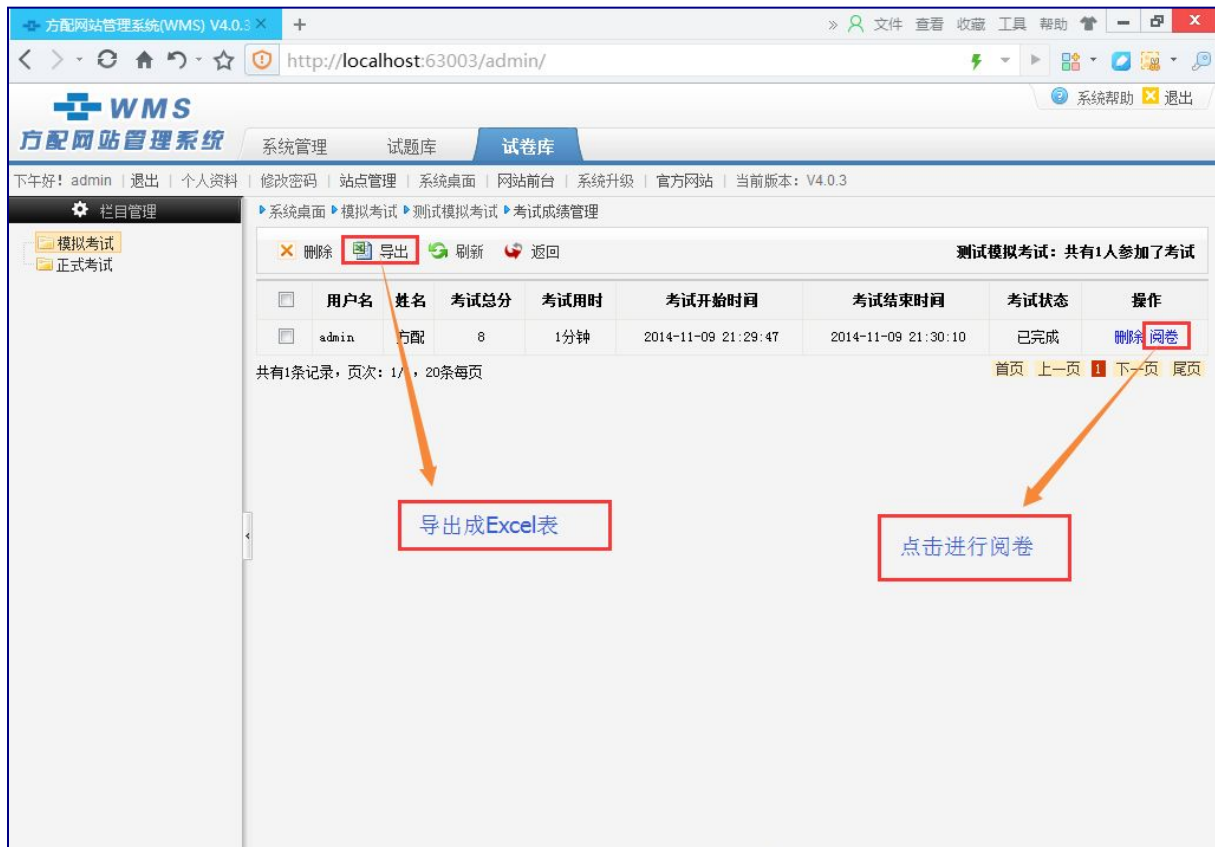 方配网站管理系统(WMS) V4.0.3
» 文件 查看 收藏 工具 帮助
http://localhost:63003/admin/
WMS
方配网站管理系统
系统帮助 退出
系统管理 试题库 试卷库
下午好! admin | 退出 | 个人资料 | 修改密码 | 站点管理 | 系统桌面 | 网站前台 | 系统升级 | 官方网站 | 当前版本: V4.0.3
栏目管理
模拟考试
正式考试
系统桌面 模拟考试 测试模拟考试 考试成绩管理
删除 导出 刷新 返回
测试模拟考试: 共有1人参加了考试
用户名 姓名 考试总分 考试用时 考试开始时间 考试结束时间 考试状态 操作
admin 方配 8 1分钟 2014-11-09 21:29:47 2014-11-09 21:30:10 已完成 删除 阅卷
共有1条记录, 页次: 1/ , 20条每页
首页 上一页 1 下一页 尾页
导出成Excel表
点击进行阅卷